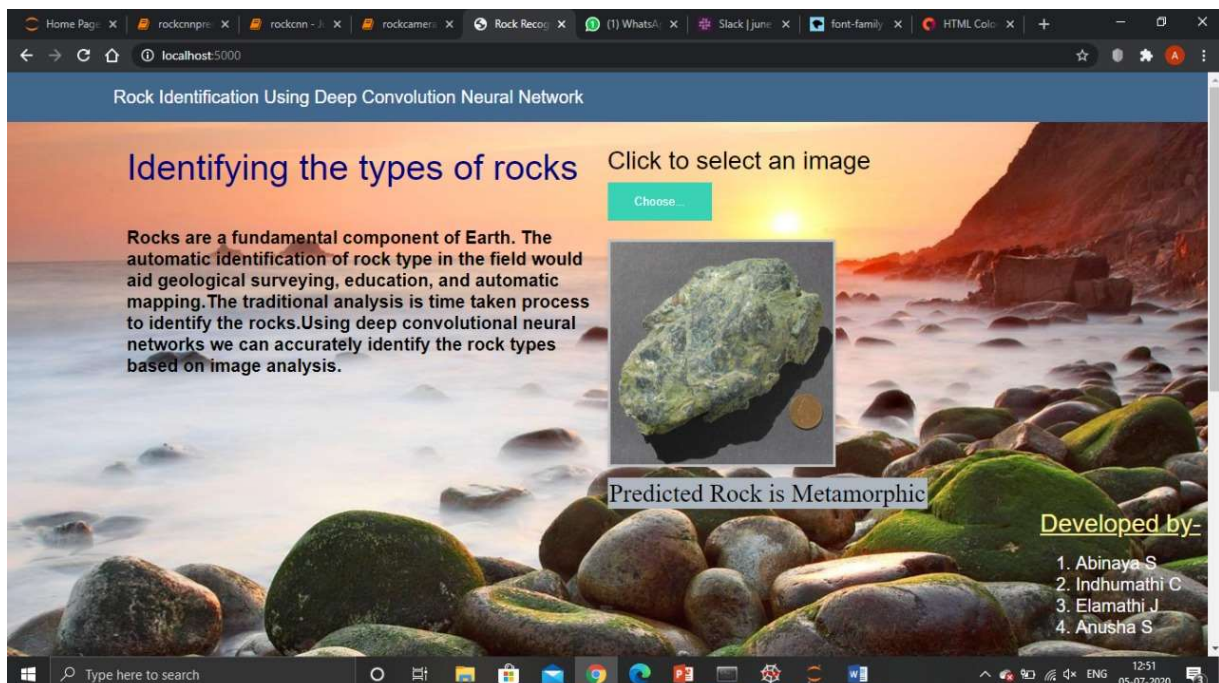 Home Page
rockcnnpre
rockcnn - J
rockcamera
Rock Recog
(1) WhatsA
Slack | june
font-family
HTML Colo
localhost:5000
A
Rock Identification Using Deep Convolution Neural Network
Identifying the types of rocks
Rocks are a fundamental component of Earth. The
automatic identification of rock type in the field would
aid geological surveying, education, and automatic
mapping.The traditional analysis is time taken process
to identify the rocks.Using deep convolutional neural
networks we can accurately identify the rock types
based on image analysis.
Click to select an image
Choose...
Predicted Rock is Metamorphic
Developed by-
1. Abinaya S
2. Indhumathi C
3. Elamathi J
4. Anusha S
Type here to search
ENG
12:51
05-07-2020